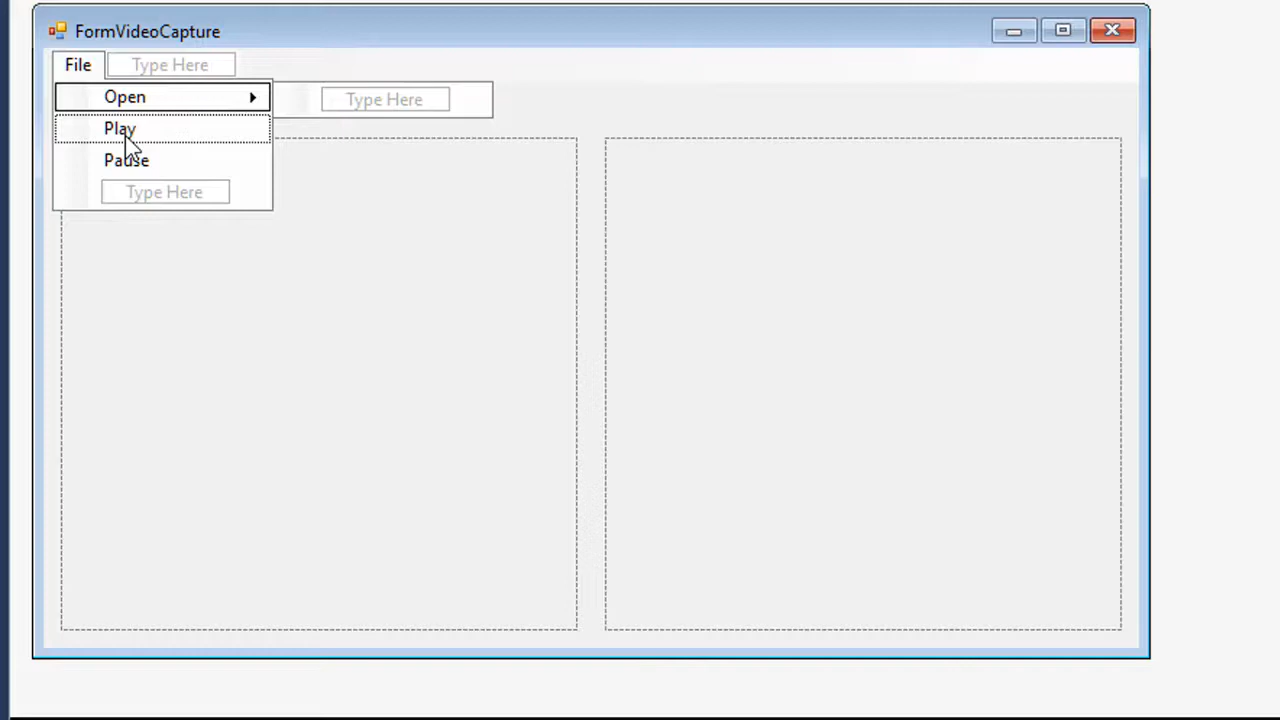 FormVideoCapture
File Type Here
Open Type Here
Play
Pause
Type Here